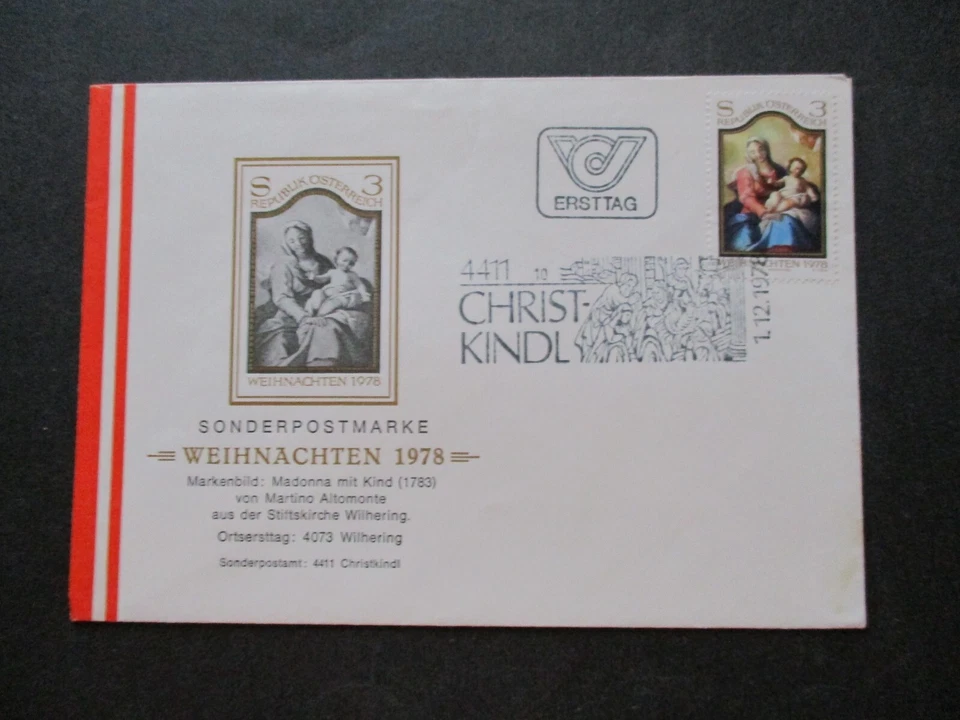 S 3
REPUBLIK ÖSTERREICH
WEIHNACHTEN 1978
SONDERPOSTMARKE
WEIHNACHTEN 1978
Markenbild: Madonna mit Kind (1783)
von Martino Altomonte
aus der Stiftskirche Wilhering.
Ortsersttag: 4073 Wilhering
Sonderpostamt: 4411 Christkindl
ERSTTAG
S 3
REPUBLIK ÖSTERREICH
CHTEN 1978
4411 10
CHRIST-
KINDL
1.12.1978